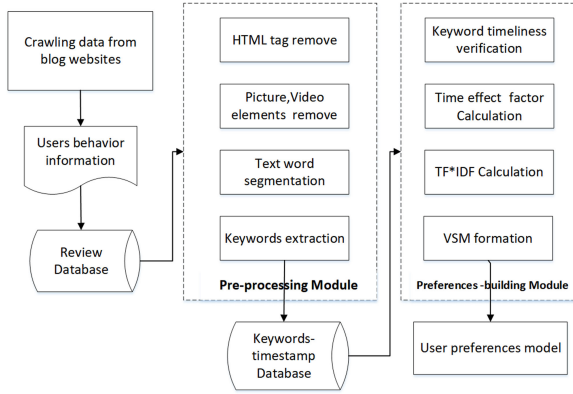 Crawling data from
blog websites
Users behavior
information
Review
Database
HTML tag remove
Picture,Video
elements remove
Text word
segmentation
Keywords extraction
Pre-processing Module
Keywords-
timestamp
Database
Keyword timeliness
verification
Time effect factor
Calculation
TF*IDF Calculation
VSM formation
Preferences -building Module
User preferences model